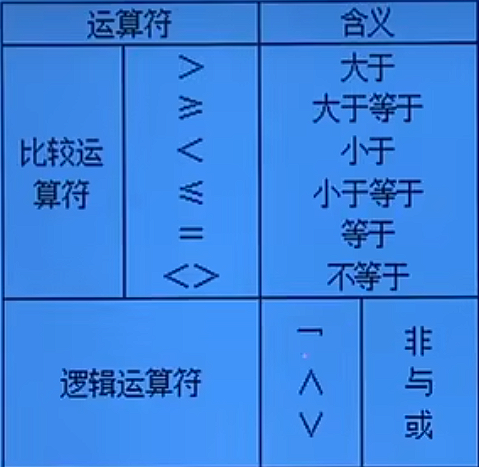 运算符 含义
> 大于
≥ 大于等于
< 小于
比较运算符
≤ 小于等于
= 等于
<> 不等于
¬ 非
逻辑运算符 ∧ 与
∨ 或